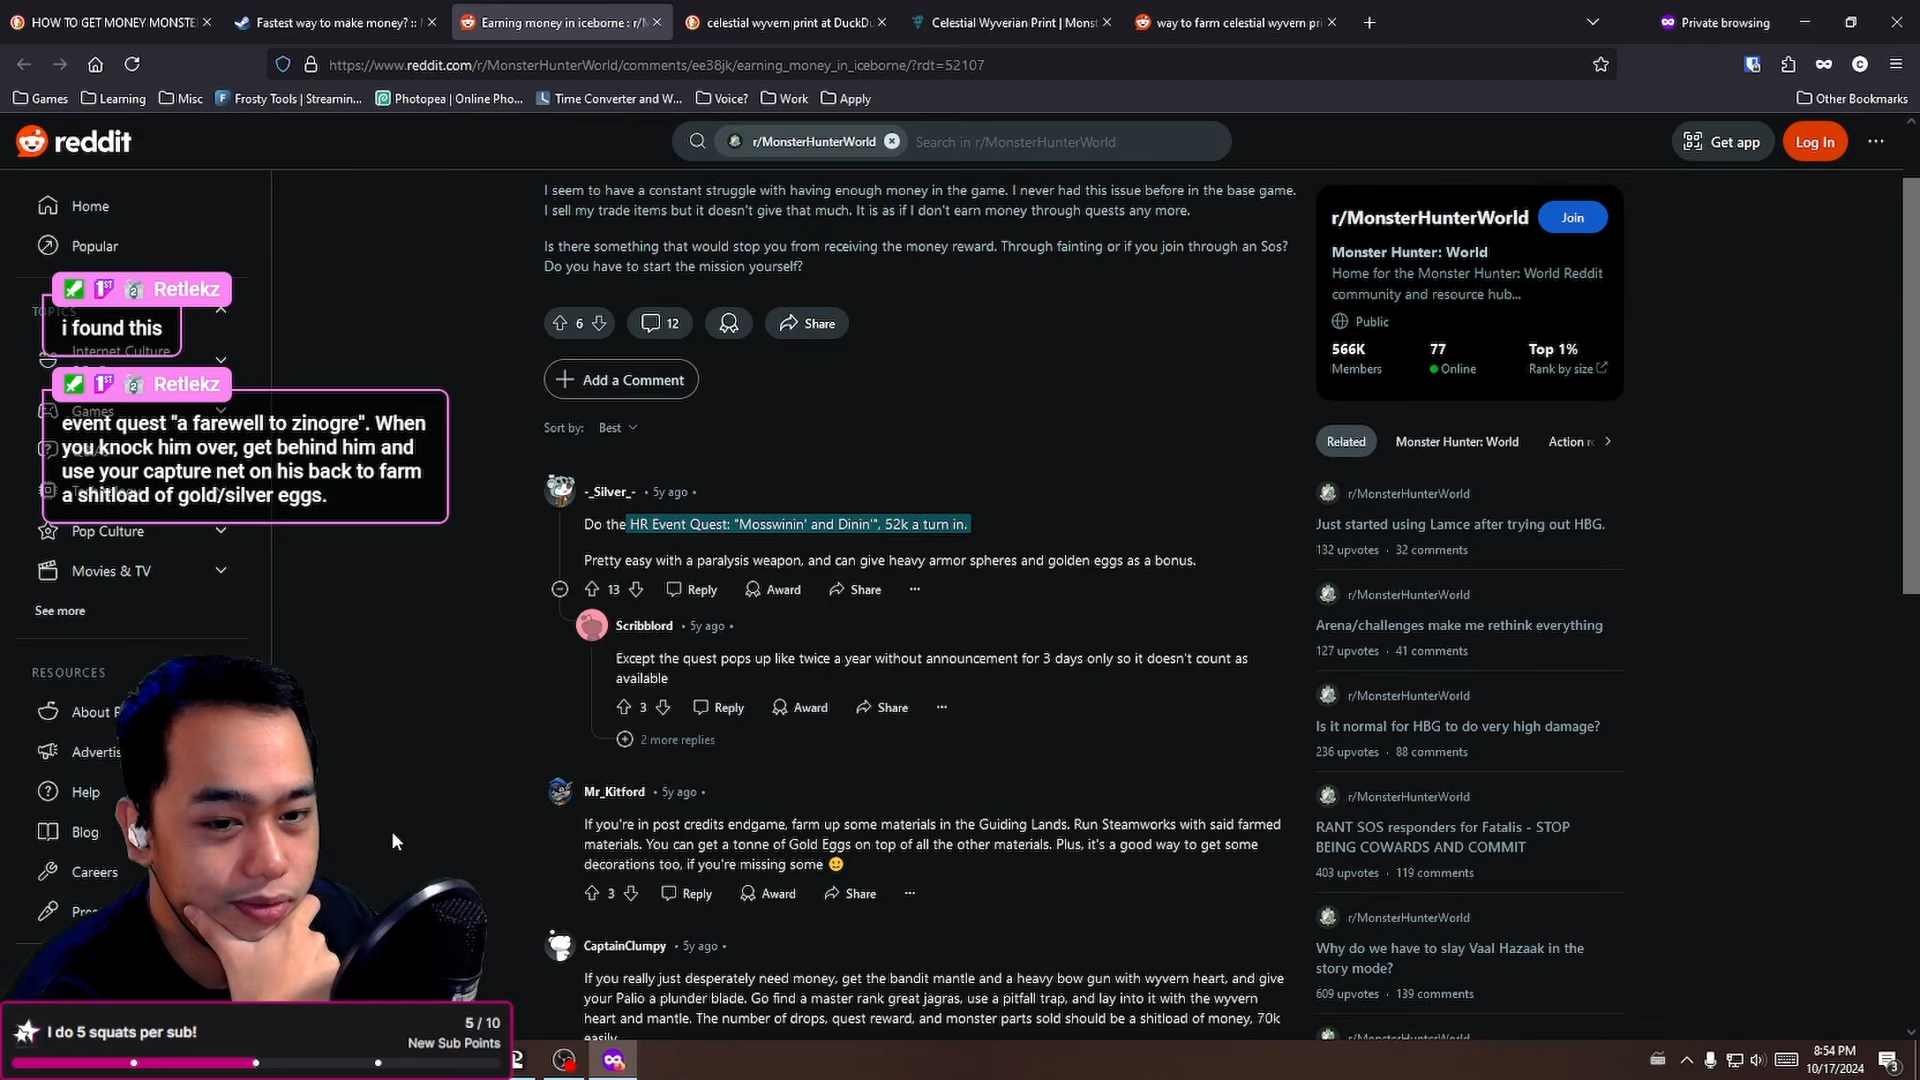 HOW TO GET MONEY MONSTER
Fastest way to make money? ::
Earning money in iceborne : r/M
celestial wyvern print at DuckDu
Celestial Wyverian Print | Monst
way to farm celestial wyvern pri
Private browsing
https://www.reddit.com/r/MonsterHunterWorld/comments/ee38jk/earning_money_in_iceborne/?rdt=52107
Games
Learning
Misc
Frosty Tools | Streamin...
Photopea | Online Pho...
Time Converter and W...
Voice?
Work
Apply
Other Bookmarks
reddit
r/MonsterHunterWorld
Search in r/MonsterHunterWorld
Get app
Log In
Home
Popular
TOPICS
Retlekz
i found this
Internet Culture
Retlekz
Games
event quest "a farewell to zinogre". When
you knock him over, get behind him and
use your capture net on his back to farm
a shitload of gold/silver eggs.
Pop Culture
Movies & TV
See more
RESOURCES
About
Advertis
Help
Blog
Careers
Pre
I seem to have a constant struggle with having enough money in the game. I never had this issue before in the base game.
I sell my trade items but it doesn't give that much. It is as if I don't earn money through quests any more.
Is there something that would stop you from receiving the money reward. Through fainting or if you join through an Sos?
Do you have to start the mission yourself?
6
12
Share
Add a Comment
Sort by: Best
-_Silver_- • 5y ago •
Do the HR Event Quest: "Mosswinin' and Dinin'", 52k a turn in.
Pretty easy with a paralysis weapon, and can give heavy armor spheres and golden eggs as a bonus.
13 Reply Award Share ...
Scribblord • 5y ago •
Except the quest pops up like twice a year without announcement for 3 days only so it doesn't count as
available
3 Reply Award Share ...
2 more replies
Mr_Kitford • 5y ago •
If you're in post credits endgame, farm up some materials in the Guiding Lands. Run Steamworks with said farmed
materials. You can get a tonne of Gold Eggs on top of all the other materials. Plus, it's a good way to get some
decorations too, if you're missing some 🙂
3 Reply Award Share ...
CaptainClumpy • 5y ago •
If you really just desperately need money, get the bandit mantle and a heavy bow gun with wyvern heart, and give
your Palio a plunder blade. Go find a master rank great jagras, use a pitfall trap, and lay into it with the wyvern
heart and mantle. The number of drops, quest reward, and monster parts sold should be a shitload of money, 70k
easily
r/MonsterHunterWorld
Join
Monster Hunter: World
Home for the Monster Hunter: World Reddit
community and resource hub...
Public
566K 77 Top 1%
Members Online Rank by size
Related Monster Hunter: World Action r
r/MonsterHunterWorld
Just started using Lamce after trying out HBG.
132 upvotes · 32 comments
r/MonsterHunterWorld
Arena/challenges make me rethink everything
127 upvotes · 41 comments
r/MonsterHunterWorld
Is it normal for HBG to do very high damage?
236 upvotes · 88 comments
r/MonsterHunterWorld
RANT SOS responders for Fatalis - STOP
BEING COWARDS AND COMMIT
403 upvotes · 119 comments
r/MonsterHunterWorld
Why do we have to slay Vaal Hazaak in the
story mode?
609 upvotes · 139 comments
r/MonsterHunterWorld
I do 5 squats per sub!
5 / 10
New Sub Points
8:54 PM
10/17/2024
3